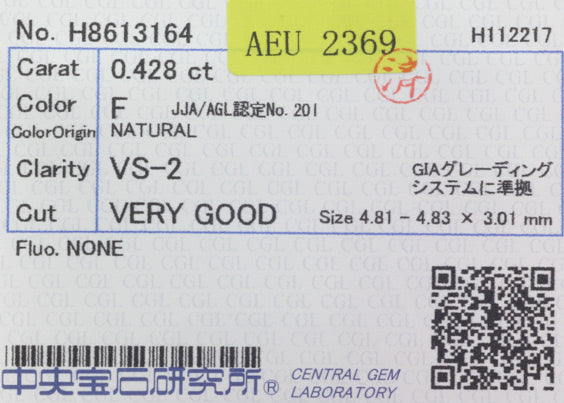 No. H8613164
AEU 2369
H112217
Carat 0.428 ct
Color F JJA/AGL認定No. 201
ColorOrigin NATURAL
Clarity VS-2
GIAグレーディング
システムに準拠
Cut VERY GOOD Size 4.81 - 4.83 × 3.01 mm
Fluo. NONE
中央宝石研究所® CENTRAL GEM
LABORATORY